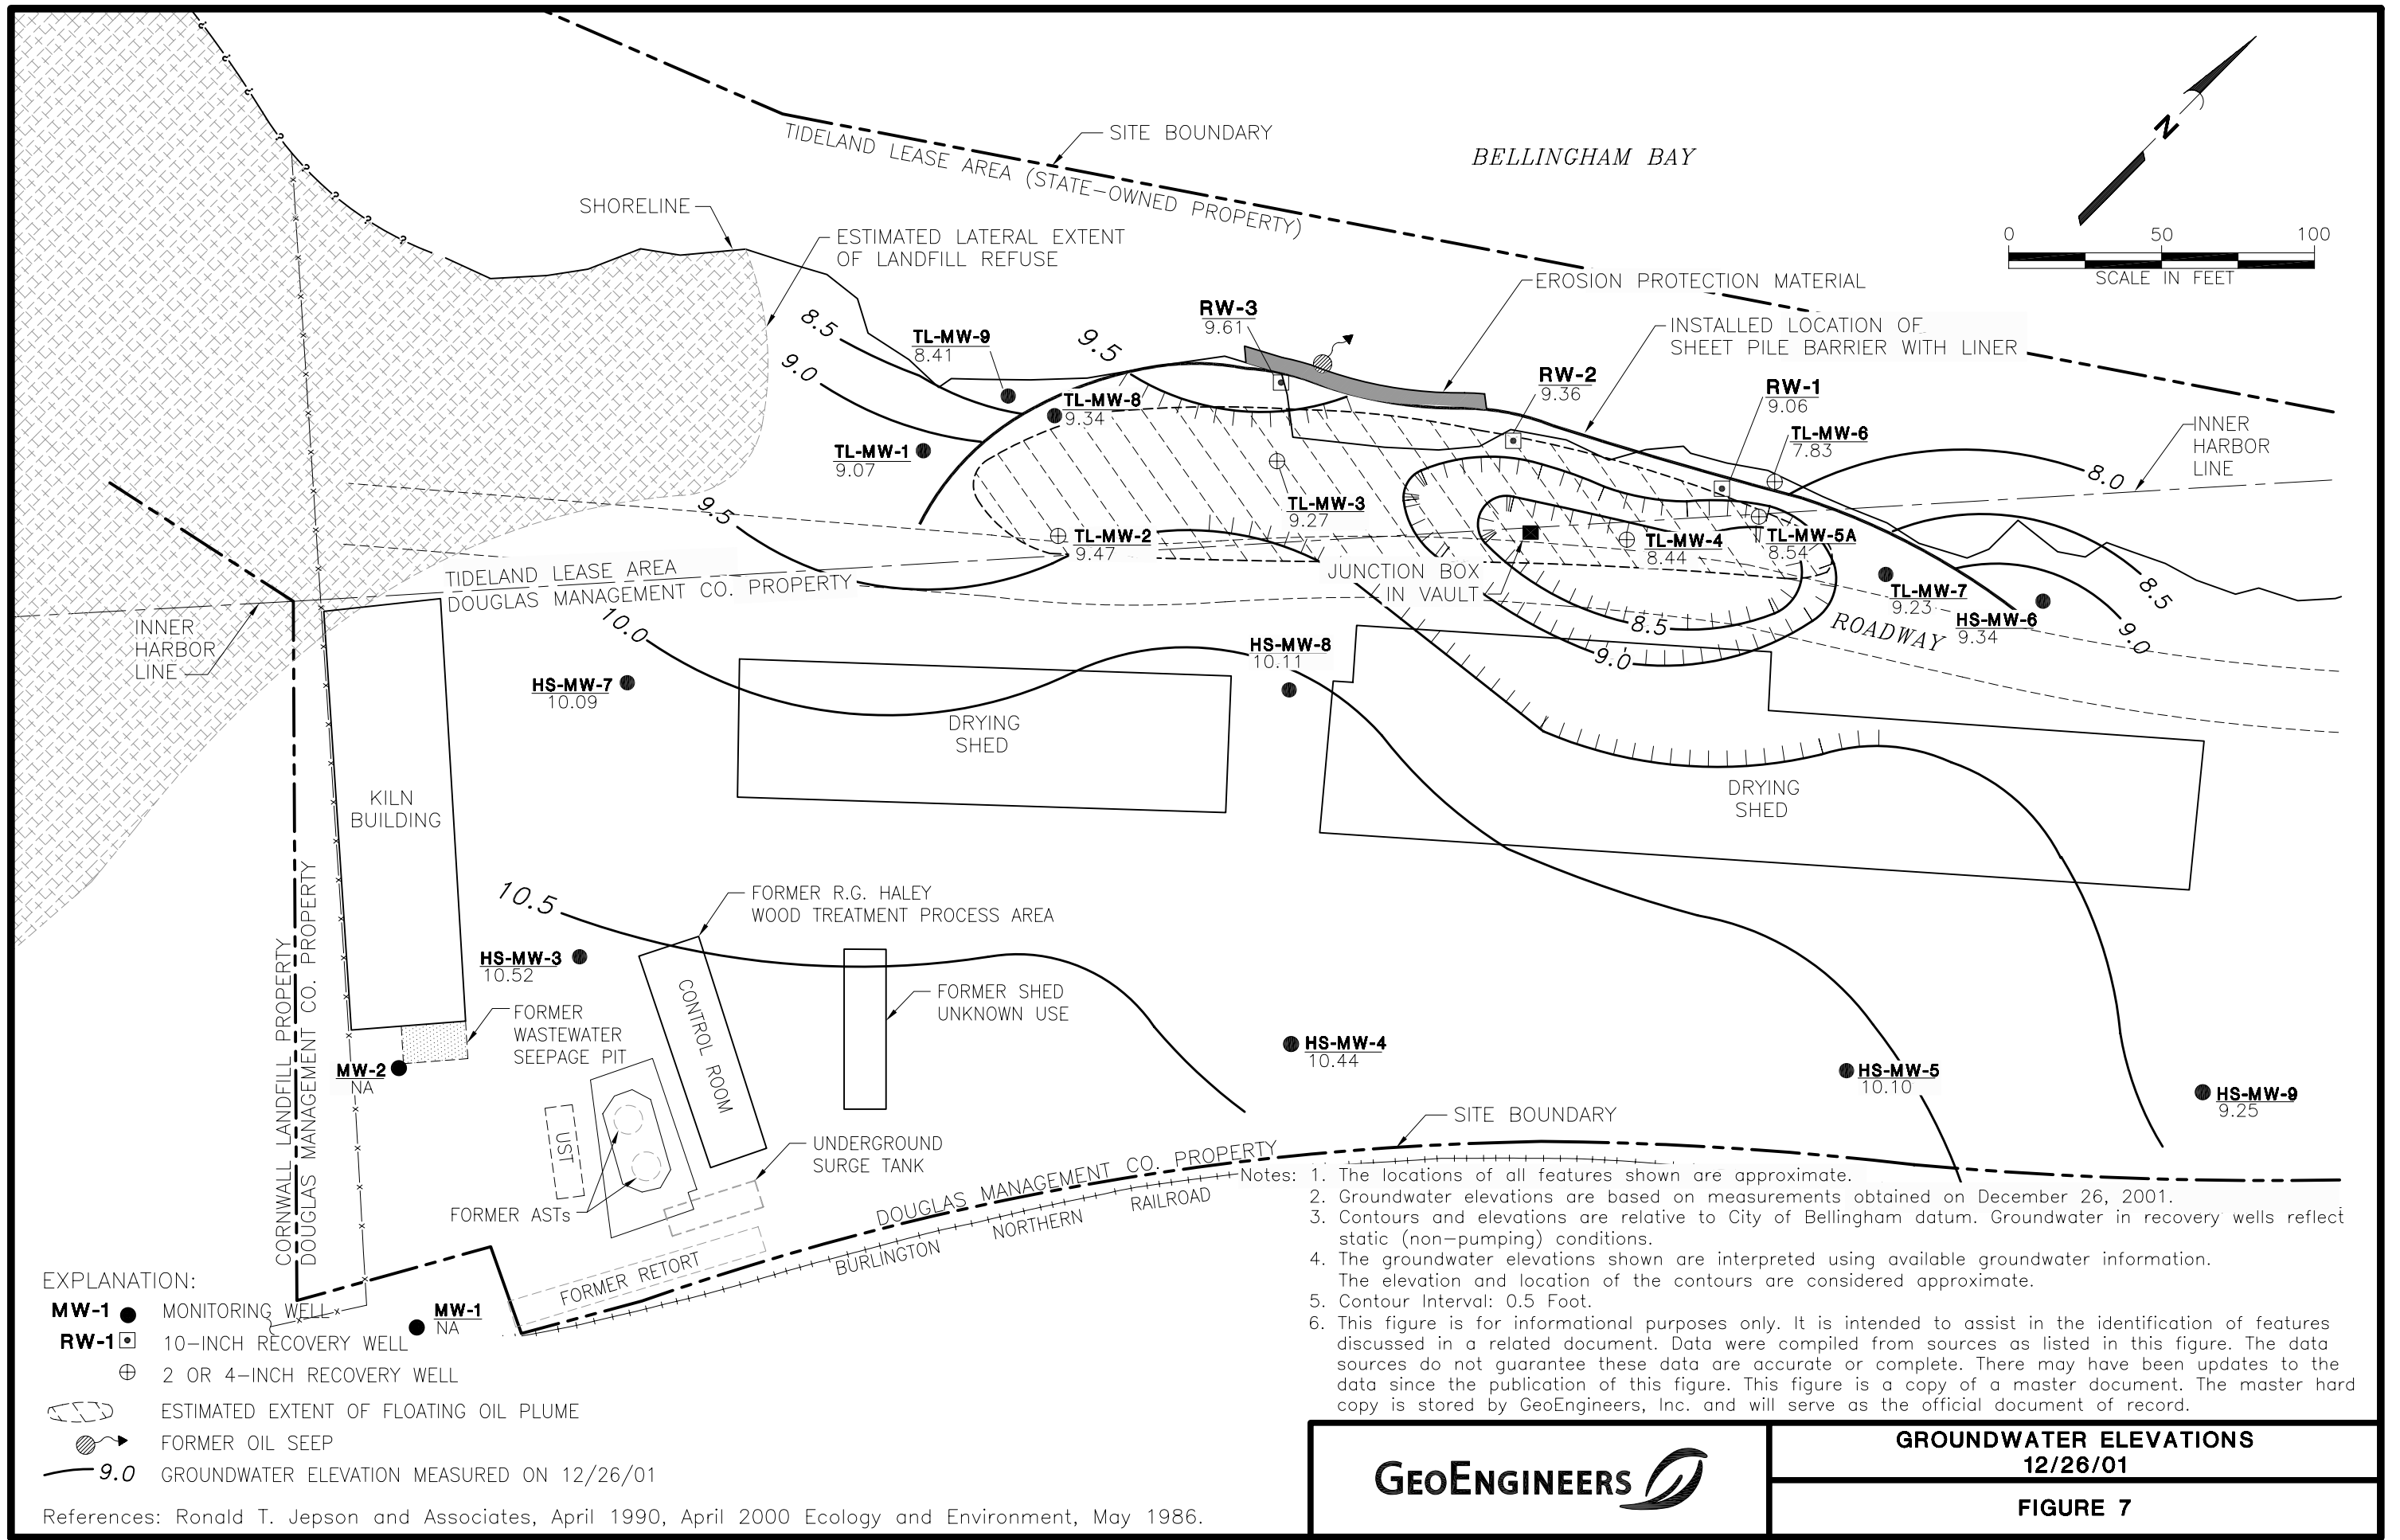 SITE BOUNDARY
TIDELAND LEASE AREA (STATE-OWNED PROPERTY)
BELLINGHAM BAY
N
SHORELINE
ESTIMATED LATERAL EXTENT
OF LANDFILL REFUSE
0 50 100
SCALE IN FEET
EROSION PROTECTION MATERIAL
INSTALLED LOCATION OF
SHEET PILE BARRIER WITH LINER
8.5
9.0
TL-MW-9
8.41
9.5
RW-3
9.61
RW-2
9.36
RW-1
9.06
TL-MW-6
7.83
INNER
HARBOR
LINE
TL-MW-8
9.34
TL-MW-1
9.07
8.0
9.5
TL-MW-3
9.27
TL-MW-2
9.47
TL-MW-4
8.44
TL-MW-5A
8.54
JUNCTION BOX
IN VAULT
TIDELAND LEASE AREA
DOUGLAS MANAGEMENT CO. PROPERTY
TL-MW-7
9.23
HS-MW-6
9.34
8.5
9.0
ROADWAY
8.5
9.0
INNER
HARBOR
LINE
10.0
HS-MW-8
10.11
HS-MW-7
10.09
DRYING
SHED
DRYING
SHED
KILN
BUILDING
10.5
FORMER R.G. HALEY
WOOD TREATMENT PROCESS AREA
HS-MW-3
10.52
CONTROL ROOM
FORMER SHED
UNKNOWN USE
FORMER
WASTEWATER
SEEPAGE PIT
HS-MW-4
10.44
MW-2
NA
HS-MW-5
10.10
HS-MW-9
9.25
CORNWALL LANDFILL PROPERTY
DOUGLAS MANAGEMENT CO. PROPERTY
UST
UNDERGROUND
SURGE TANK
FORMER ASTs
SITE BOUNDARY
DOUGLAS MANAGEMENT CO. PROPERTY
BURLINGTON NORTHERN RAILROAD
FORMER RETORT
MW-1
NA
EXPLANATION:
MW-1 MONITORING WELL
RW-1 10-INCH RECOVERY WELL
2 OR 4-INCH RECOVERY WELL
ESTIMATED EXTENT OF FLOATING OIL PLUME
FORMER OIL SEEP
9.0 GROUNDWATER ELEVATION MEASURED ON 12/26/01
References: Ronald T. Jepson and Associates, April 1990, April 2000 Ecology and Environment, May 1986.
Notes: 1. The locations of all features shown are approximate.
2. Groundwater elevations are based on measurements obtained on December 26, 2001.
3. Contours and elevations are relative to City of Bellingham datum. Groundwater in recovery wells reflect
static (non-pumping) conditions.
4. The groundwater elevations shown are interpreted using available groundwater information.
The elevation and location of the contours are considered approximate.
5. Contour Interval: 0.5 Foot.
6. This figure is for informational purposes only. It is intended to assist in the identification of features
discussed in a related document. Data were compiled from sources as listed in this figure. The data
sources do not guarantee these data are accurate or complete. There may have been updates to the
data since the publication of this figure. This figure is a copy of a master document. The master hard
copy is stored by GeoEngineers, Inc. and will serve as the official document of record.
GEOENGINEERS
GROUNDWATER ELEVATIONS
12/26/01
FIGURE 7